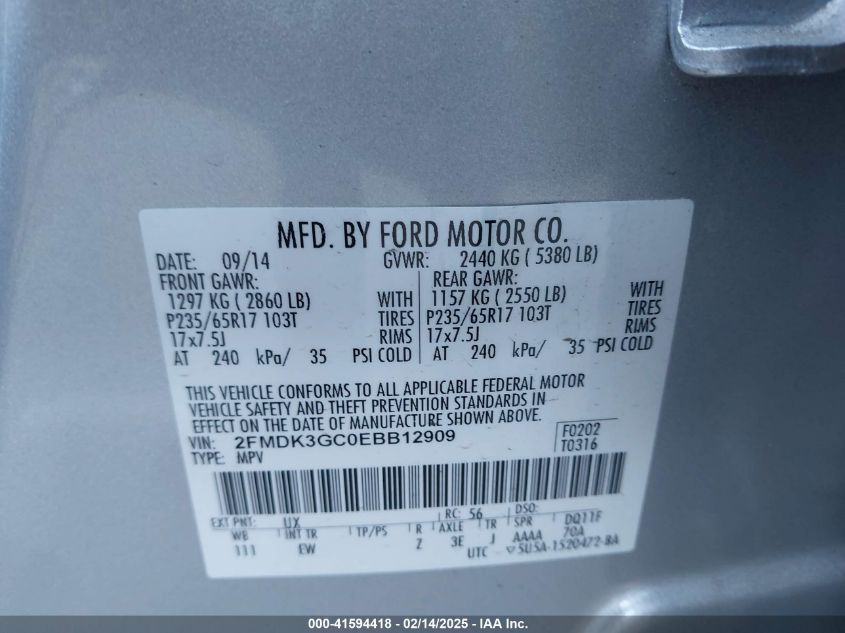 MFD. BY FORD MOTOR CO.
DATE: 09/14 GVWR: 2440 KG ( 5380 LB)
FRONT GAWR: REAR GAWR:
1297 KG ( 2860 LB) WITH 1157 KG ( 2550 LB) WITH
P235/65R17 103T TIRES P235/65R17 103T TIRES
17x7.5J RIMS 17x7.5J RIMS
AT 240 kPa/ 35 PSI COLD AT 240 kPa/ 35 PSI COLD
THIS VEHICLE CONFORMS TO ALL APPLICABLE FEDERAL MOTOR
VEHICLE SAFETY AND THEFT PREVENTION STANDARDS IN
EFFECT ON THE DATE OF MANUFACTURE SHOWN ABOVE.
VIN: 2FMDK3GC0EBB12909 F0202
TYPE: MPV T0316
EXT PNT: UX RC: 56 DSO:
WB INT TR TP/PS R AXLE TR SPR DQ11F
111 EW Z 3E J AAAA 70A
UTC 5U5A-1520472-BA
000-41594418 - 02/14/2025 - IAA Inc.